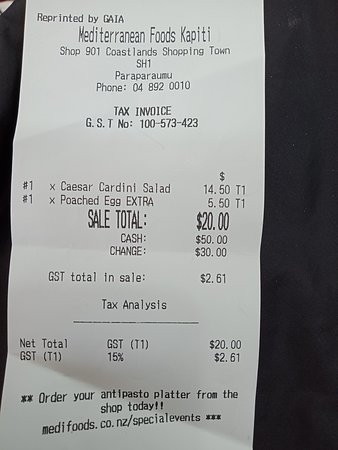 Reprinted by GAIA
Mediterranean Foods Kapiti
Shop 901 Coastlands Shopping Town
SH1
Paraparaumu
Phone: 04 892 0010
TAX INVOICE
G.S.T No: 100-573-423
$
#1 x Caesar Cardini Salad 14.50 T1
#1 x Poached Egg EXTRA 5.50 T1
SALE TOTAL: $20.00
CASH: $50.00
CHANGE: $30.00
GST total in sale: $2.61
Tax Analysis
Net Total GST (T1) $20.00
GST (T1) 15% $2.61
** Order your antipasto platter from the
shop today!!
medifoods.co.nz/specialevents ***